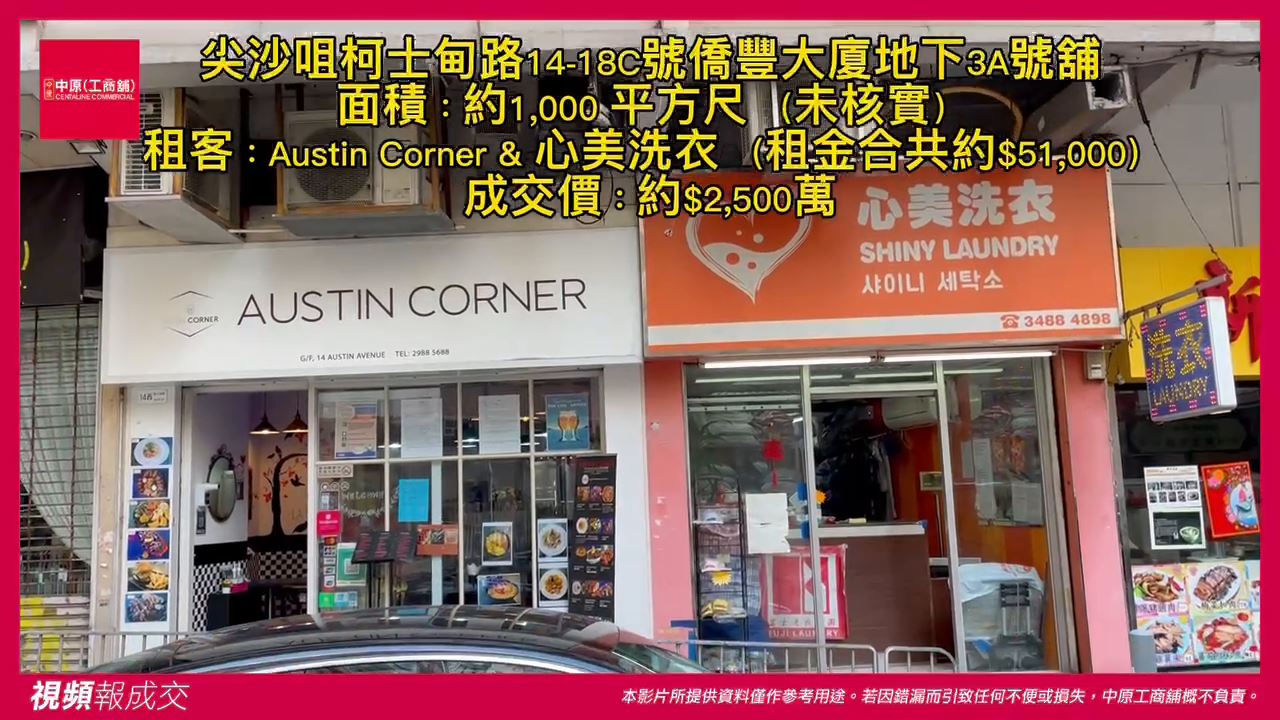 尖沙咀柯士甸路14-18C號僑豐大廈地下3A號舖
面積：約1,000 平方尺 （未核實）
租客：Austin Corner & 心美洗衣 （租金合共約$51,000）
成交價：約$2,500萬
中原(工商舖)
CENTALINE COMMERCIAL
心美洗衣
SHINY LAUNDRY
샤이니 세탁소
☎ 3488 4898
CORNER
AUSTIN CORNER
G/F, 14 AUSTIN AVENUE TEL: 2988 5688
洗衣
LAUNDRY
FUJI LAUNDRY
視頻報成交
本影片所提供資料僅作參考用途。若因錯漏而引致任何不便或損失，中原工商舖概不負責。